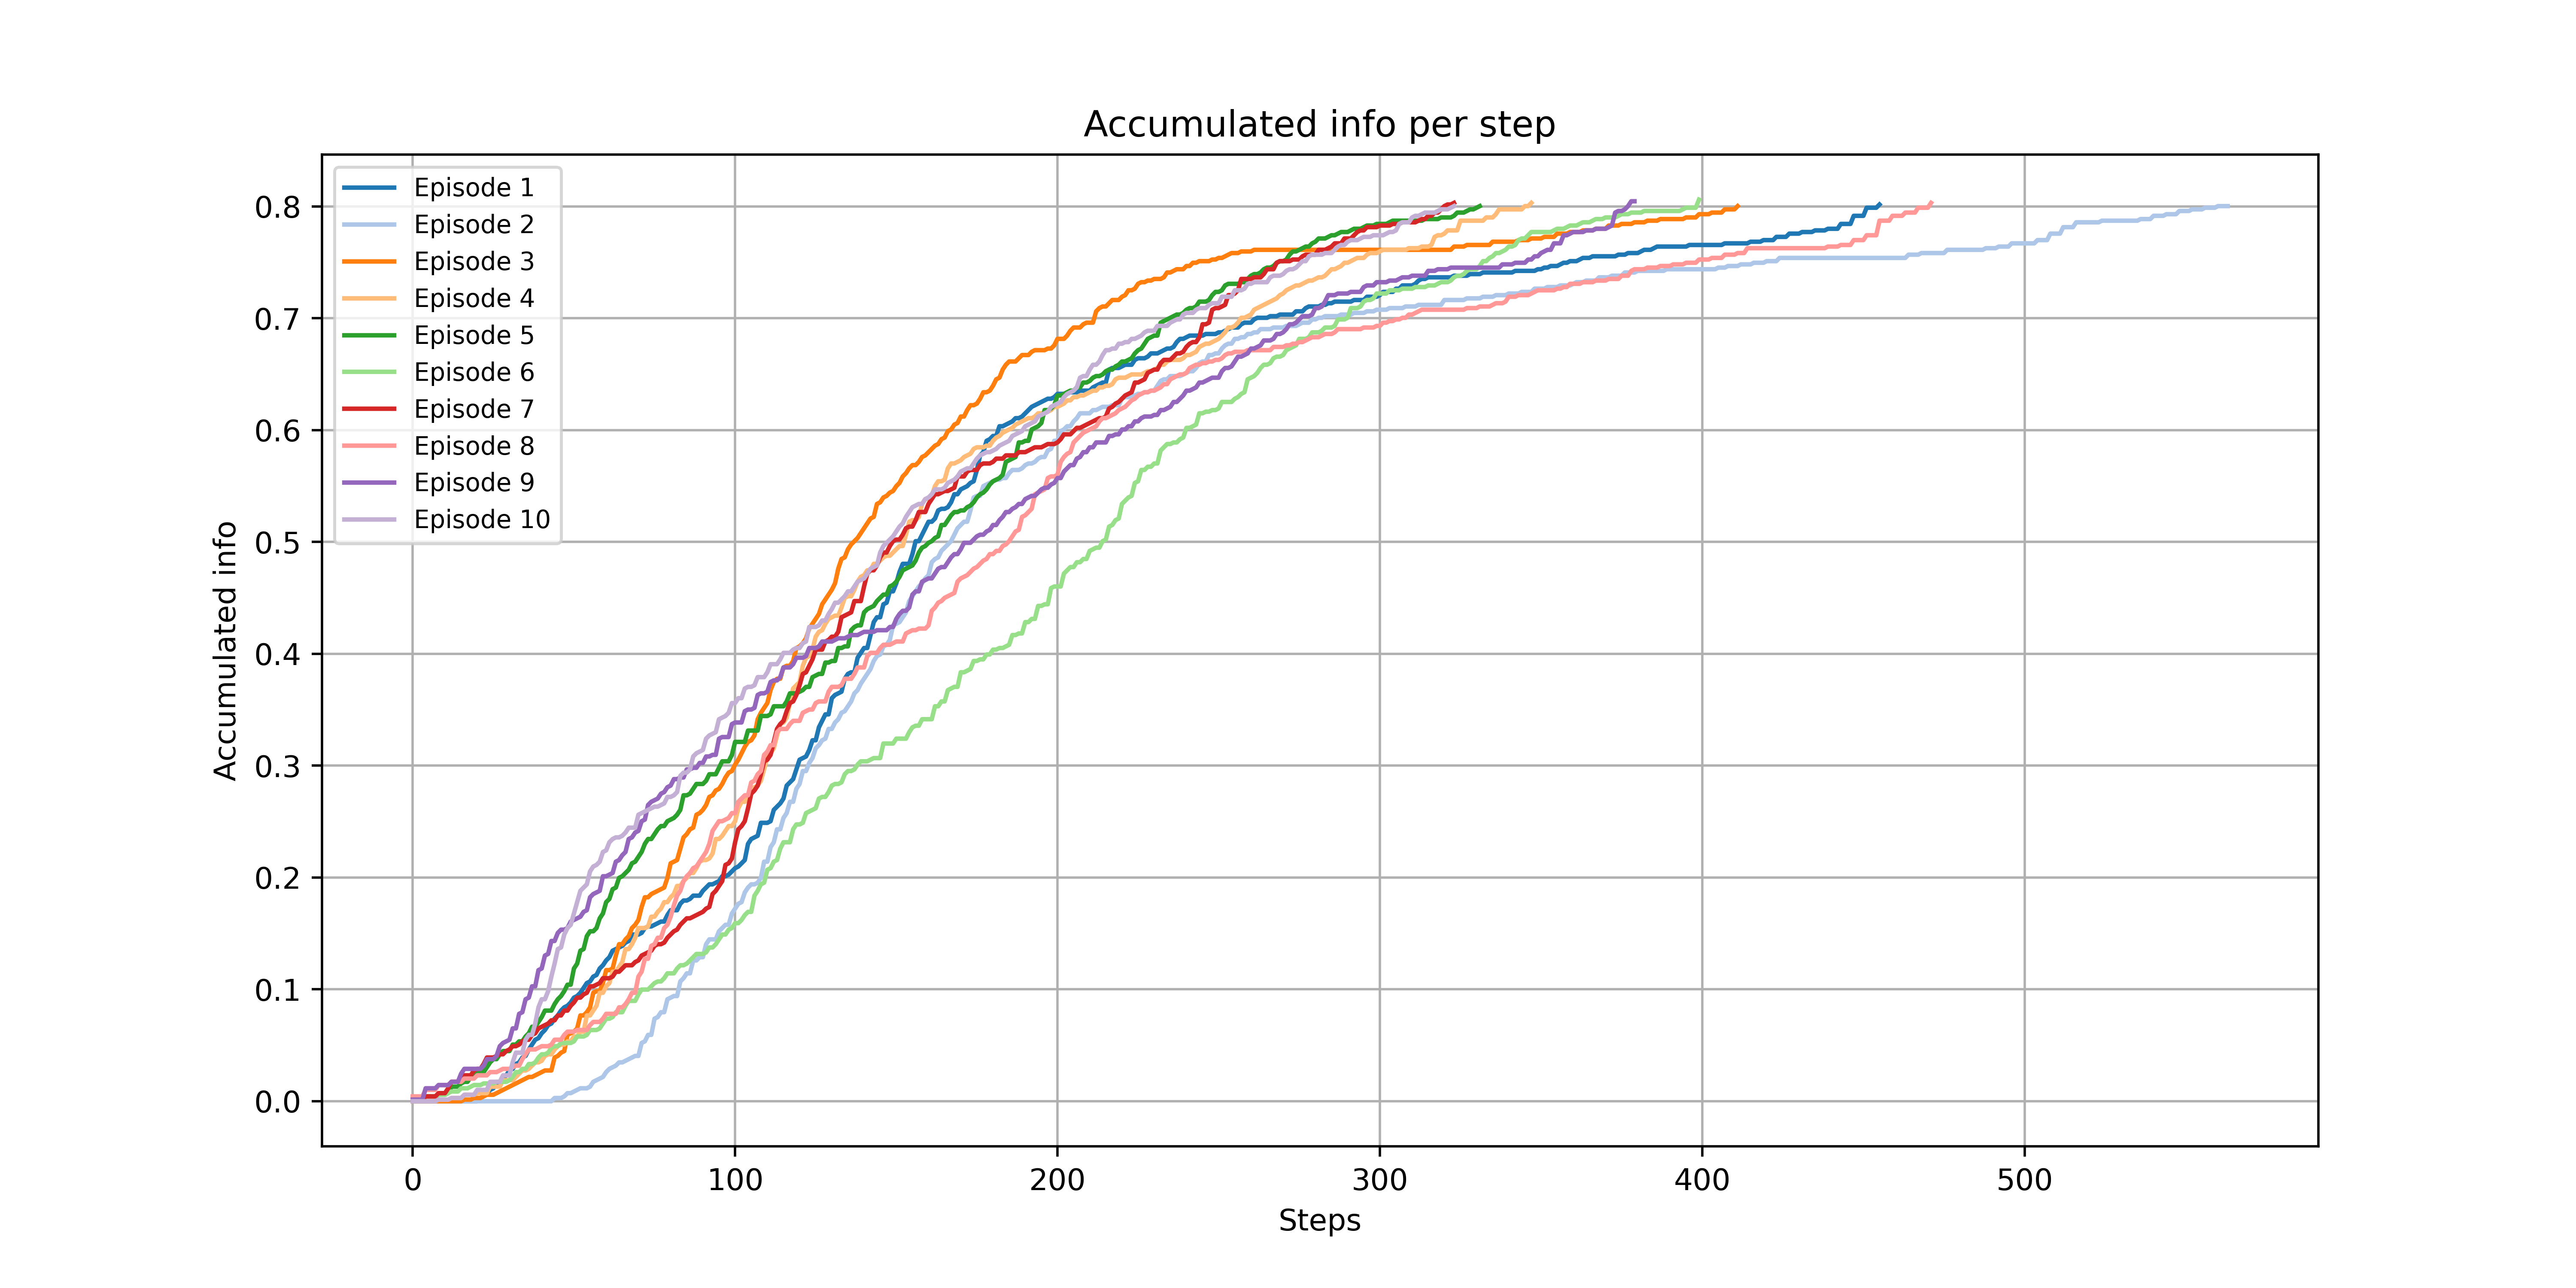 Accumulated info per step
Episode 1
Episode 2
Episode 3
Episode 4
Episode 5
Episode 6
Episode 7
Episode 8
Episode 9
Episode 10
Accumulated info
0.8
0.7
0.6
0.5
0.4
0.3
0.2
0.1
0.0
0 100 200 300 400 500
Steps